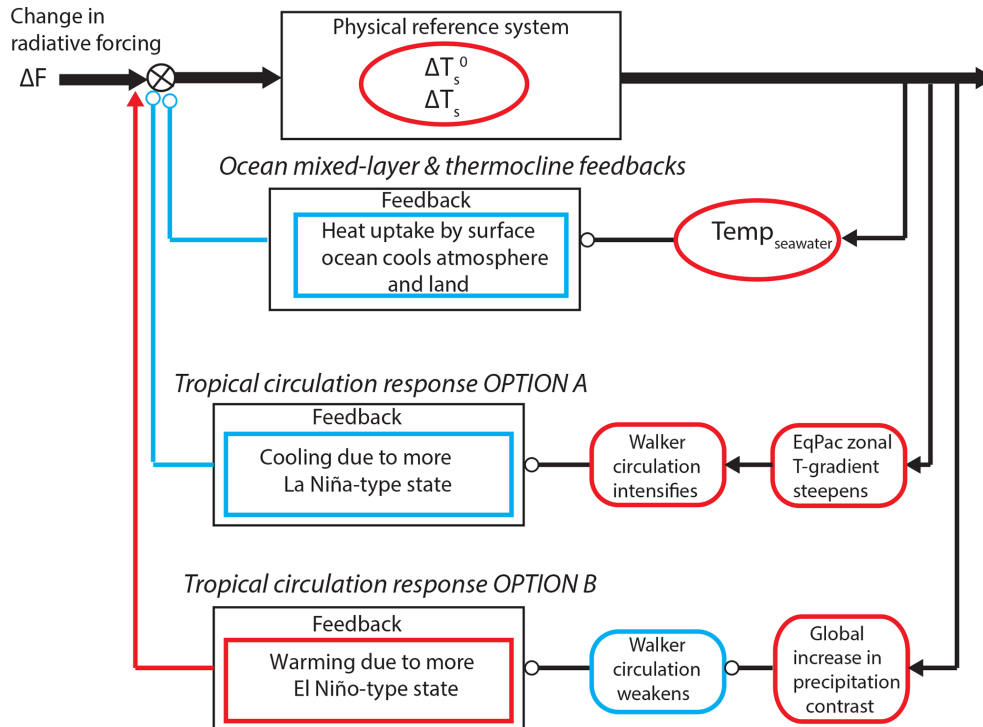 Change in
radiative forcing
ΔF
Physical reference system
ΔTs⁰
ΔTs
Ocean mixed-layer & thermocline feedbacks
Feedback
Heat uptake by surface
ocean cools atmosphere
and land
Temp seawater
Tropical circulation response OPTION A
Feedback
Cooling due to more
La Niña-type state
Walker
circulation
intensifies
EqPac zonal
T-gradient
steepens
Tropical circulation response OPTION B
Feedback
Warming due to more
El Niño-type state
Walker
circulation
weakens
Global
increase in
precipitation
contrast